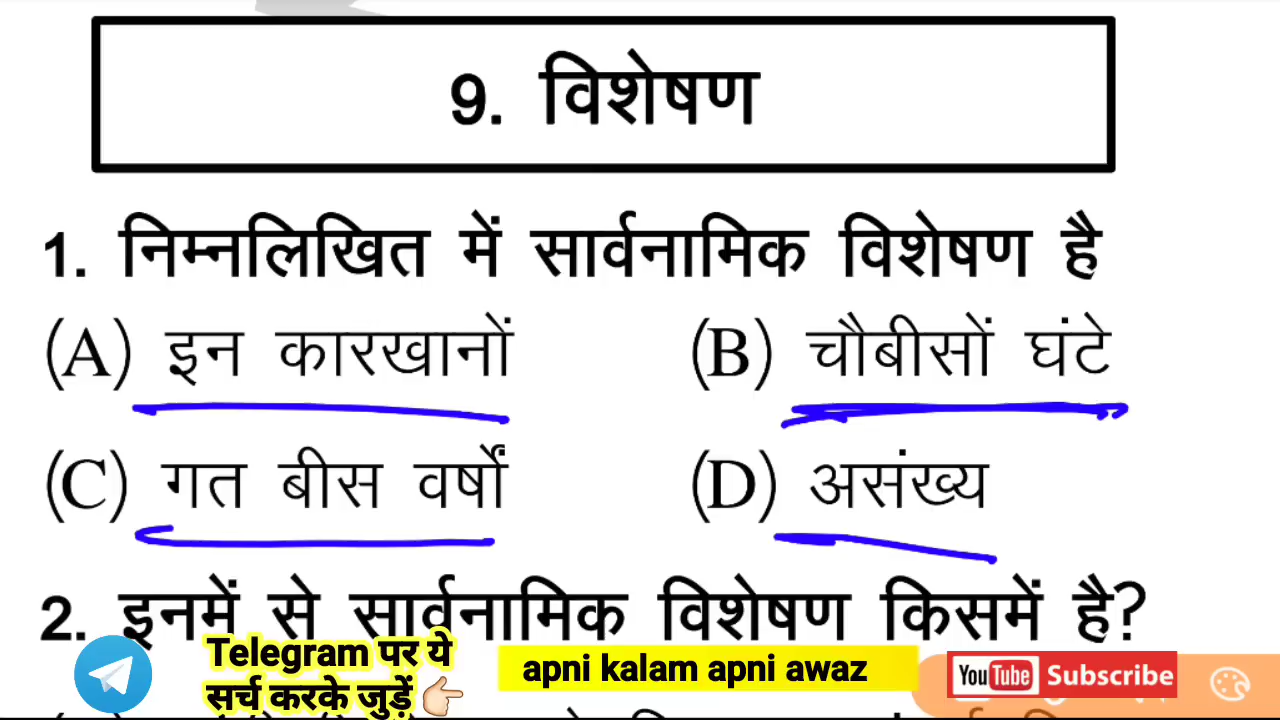 9. विशेषण
1. निम्नलिखित में सार्वनामिक विशेषण है
(A) इन कारखानों (B) चौबीसों घंटे
(C) गत बीस वर्षों (D) असंख्य
2. इनमें से सार्वनामिक विशेषण किसमें है?
Telegram पर ये
सर्च करके जुड़ें
apni kalam apni awaz
YouTube Subscribe